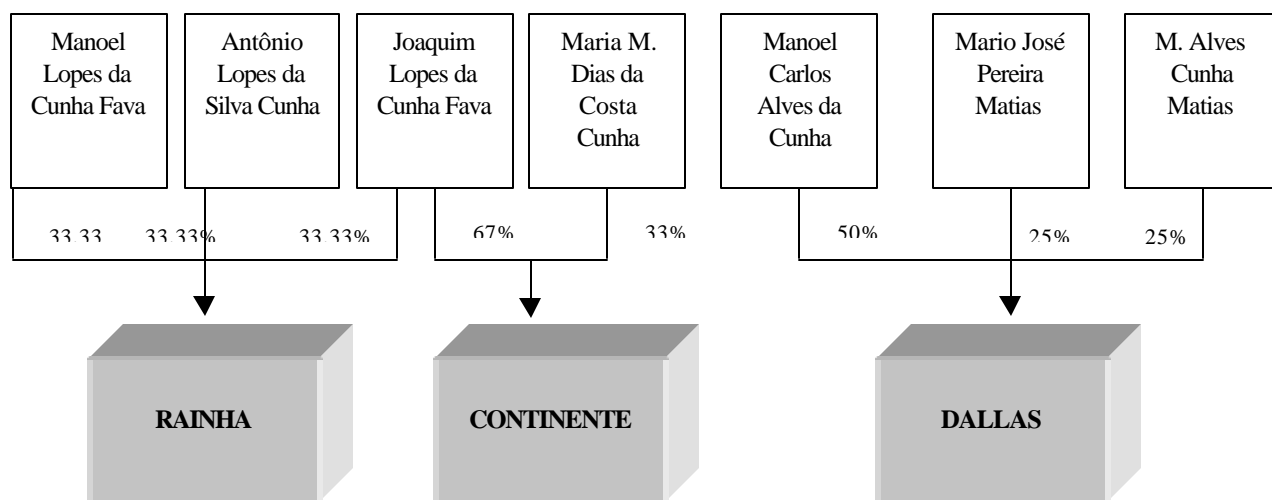 Manoel
Lopes da
Cunha Fava
Antônio
Lopes da
Silva Cunha
Joaquim
Lopes da
Cunha Fava
Maria M.
Dias da
Costa
Cunha
Manoel
Carlos
Alves da
Cunha
Mario José
Pereira
Matias
M. Alves
Cunha
Matias
33.33
33.33%
33.33%
67%
33%
50%
25%
25%
RAINHA
CONTINENTE
DALLAS